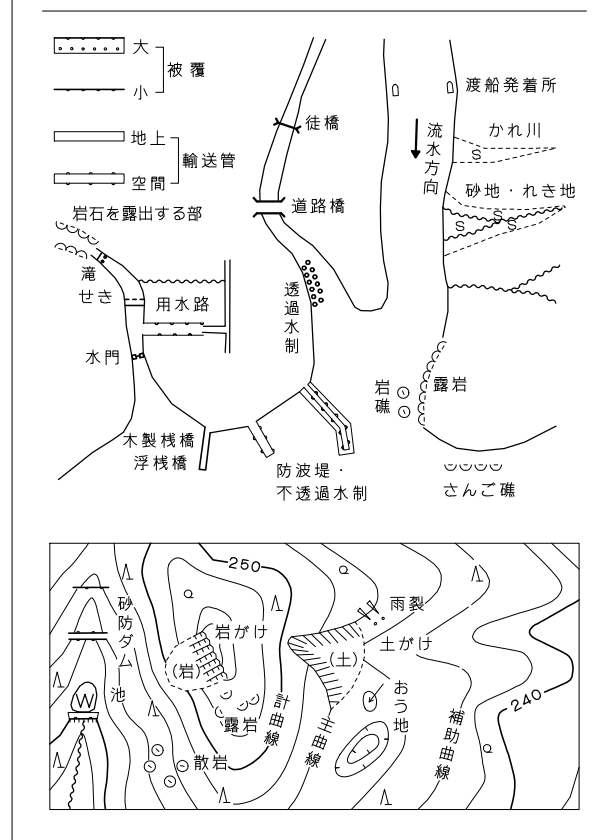 大
小
被覆
地上
空間
輸送管
岩石を露出する部
滝
せき
用水路
水門
木製桟橋
浮桟橋
徒橋
道路橋
透過水制
防波堤・
不透過水制
渡船発着所
流水方向
かれ川
S
砂地・れき地
S
S
S
岩礁
露岩
さんご礁
250
砂防ダム
池
W
岩がけ
(岩)
露岩
散岩
計曲線
主曲線
雨裂
土がけ
(土)
おう地
補助曲線
240